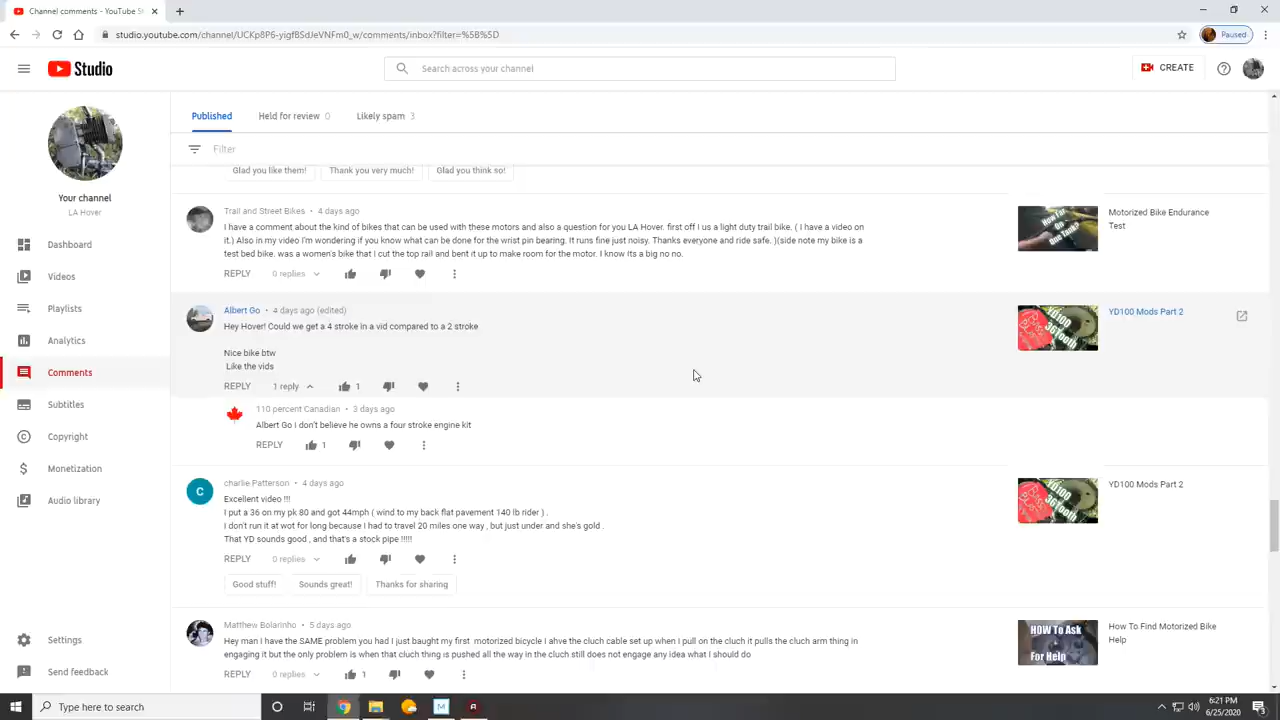 Channel comments - YouTube S
studio.youtube.com/channel/UCKp8P6-yigfBSdJeVNFm0_w/comments/inbox?filter=%5B%5D
Paused
Studio
Search across your channel
CREATE
Your channel
LA Hover
Dashboard
Videos
Playlists
Analytics
Comments
Subtitles
Copyright
Monetization
Audio library
Settings
Send feedback
Published Held for review 0 Likely spam 3
Filter
Glad you like them! Thank you very much! Glad you think so!
Trail and Street Bikes • 4 days ago
I have a comment about the kind of bikes that can be used with these motors and also a question for you LA Hover. first off I us a light duty trail bike. ( I have a video on
it.) Also in my video I'm wondering if you know what can be done for the wrist pin bearing. It runs fine just noisy. Thanks everyone and ride safe. )(side note my bike is a
test bed bike. was a women's bike that I cut the top rail and bent it up to make room for the motor. I know Its a big no no.
REPLY 0 replies
How Far On One Tank?
Motorized Bike Endurance
Test
Albert Go • 4 days ago (edited)
Hey Hover! Could we get a 4 stroke in a vid compared to a 2 stroke
Nice bike btw
Like the vids
REPLY 1 reply 1
YD100 36Tooth
YD100 Mods Part 2
110 percent Canadian • 3 days ago
Albert Go I don't believe he owns a four stroke engine kit
REPLY 1
C
charlie Patterson • 4 days ago
Excellent video !!!
I put a 36 on my pk 80 and got 44mph ( wind to my back flat pavement 140 lb rider ) .
I don't run it at wot for long because I had to travel 20 miles one way , but just under and she's gold .
That YD sounds good , and that's a stock pipe !!!!!
REPLY 0 replies
Good stuff! Sounds great! Thanks for sharing
YD100 36Tooth
YD100 Mods Part 2
Matthew Bolarinho • 5 days ago
Hey man i have the SAME problem you had I just baught my first motorized bicycle I ahve the cluch cable set up when I pull on the cluch it pulls the cluch arm thing in
engaging it but the only problem is when that cluch thing is pushed all the way in the cluch still does not engage any idea what I should do
REPLY 0 replies 1
HOW To Ask
For Help
How To Find Motorized Bike
Help
Type here to search
6:21 PM
6/25/2020
3